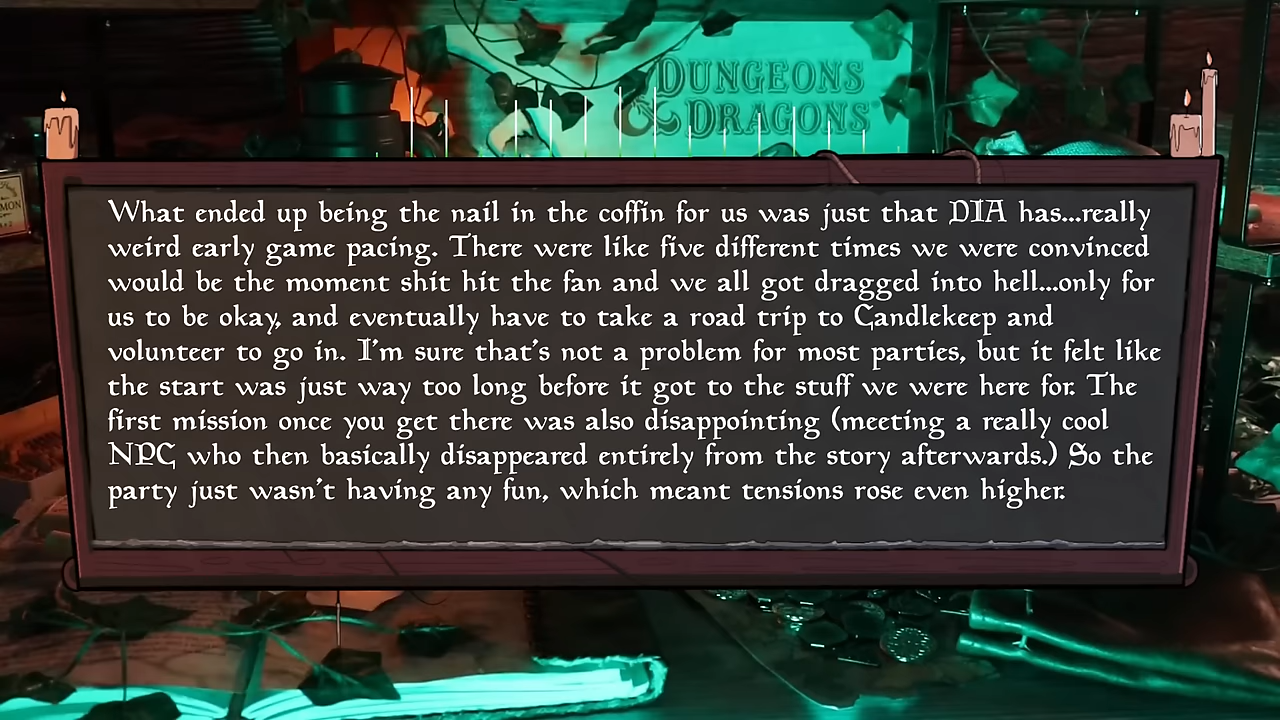 DUNGEONS
& DRAGONS
MON
What ended up being the nail in the coffin for us was just that DIA has...really
weird early game pacing. There were like five different times we were convinced
would be the moment shit hit the fan and we all got dragged into hell...only for
us to be okay, and eventually have to take a road trip to Candlekeep and
volunteer to go in. I'm sure that's not a problem for most parties, but it felt like
the start was just way too long before it got to the stuff we were here for. The
first mission once you get there was also disappointing (meeting a really cool
NPC who then basically disappeared entirely from the story afterwards.) So the
party just wasn't having any fun, which meant tensions rose even higher.